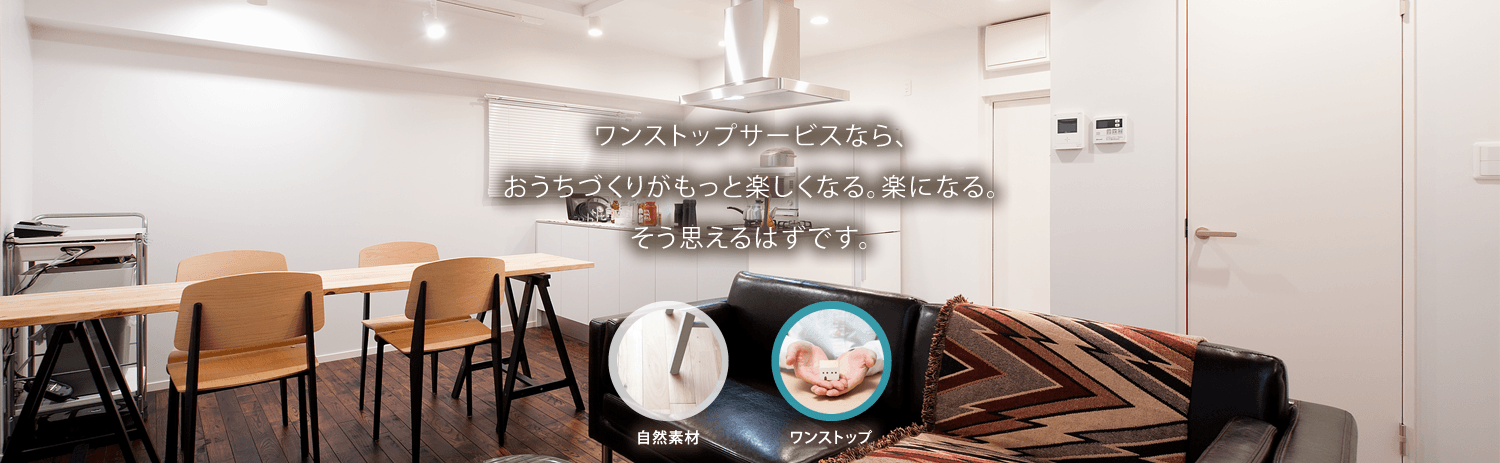 ワンストップサービスなら、
おうちづくりがもっと楽しくなる。楽になる。
そう思えるはずです。
自然素材
ワンストップ